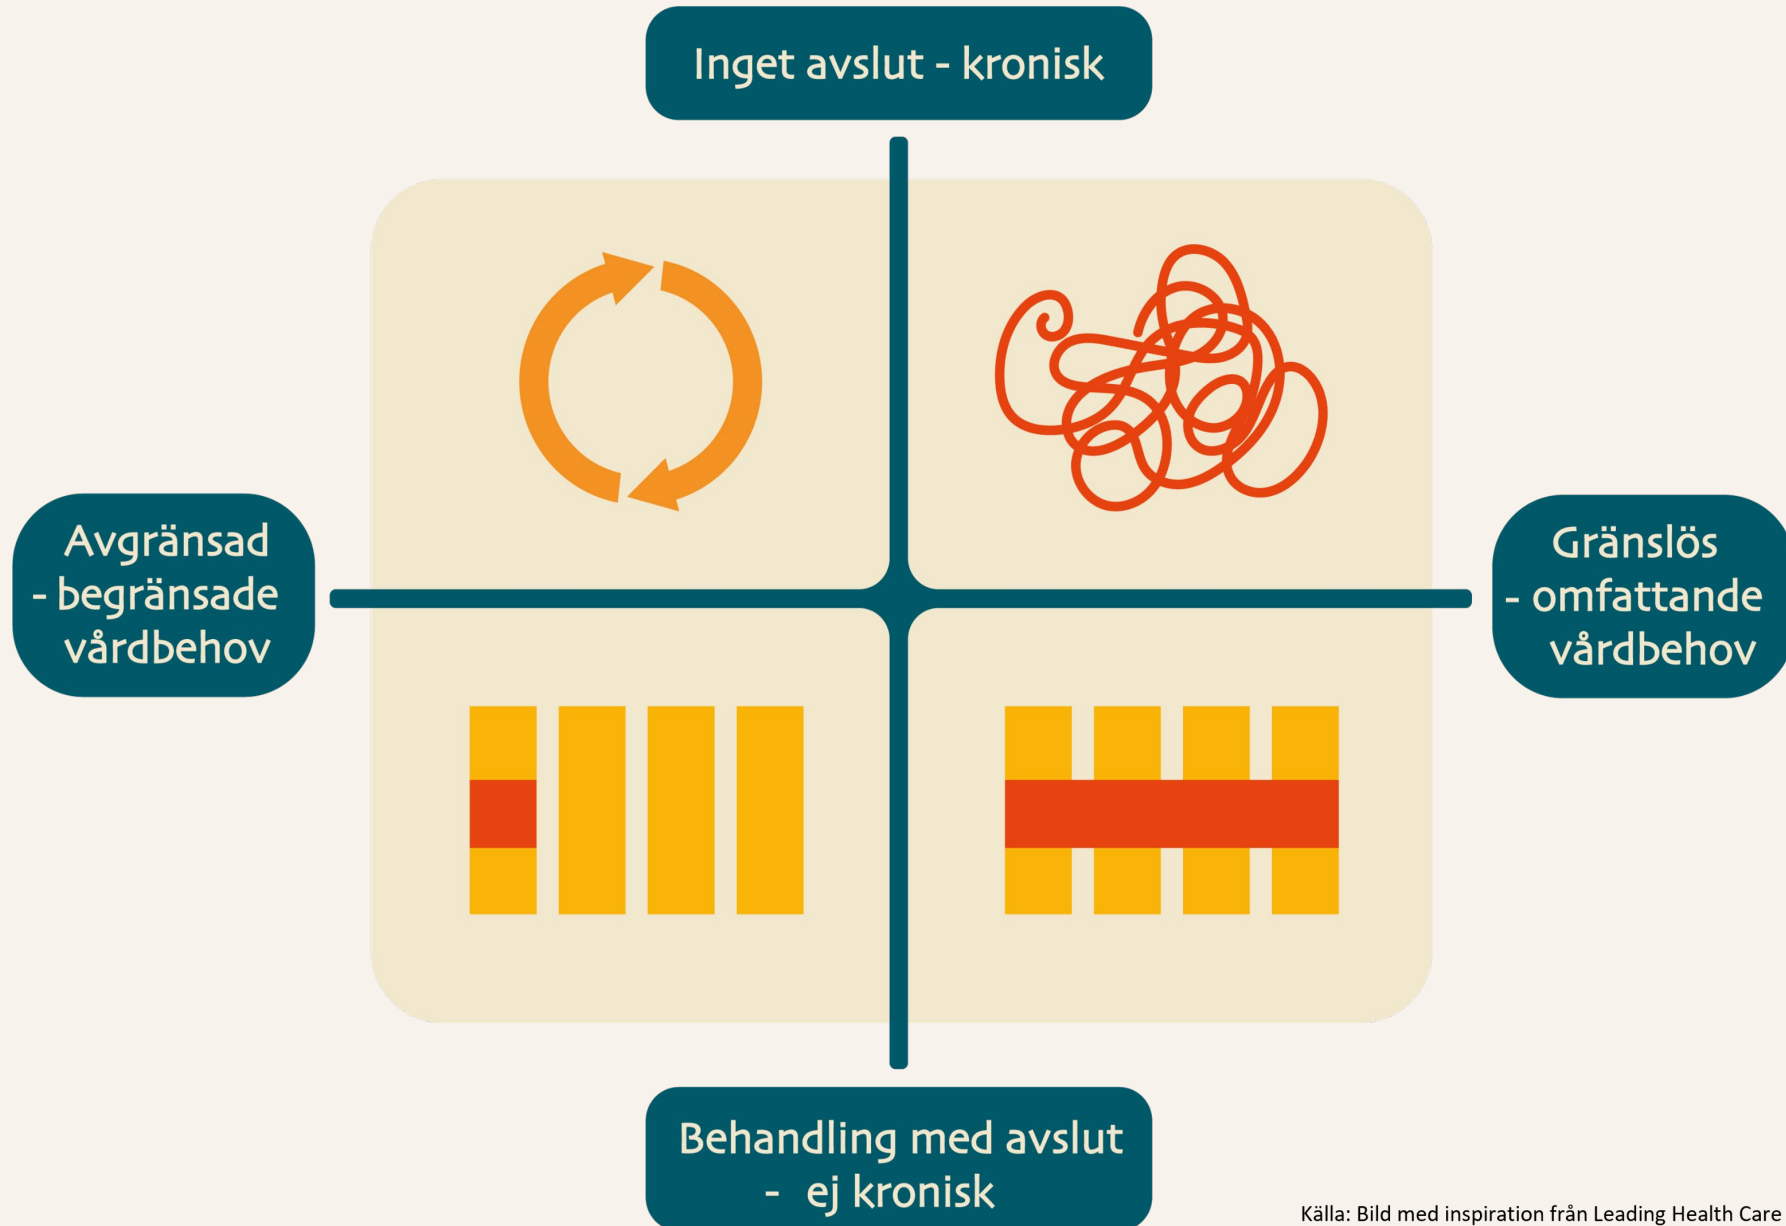 Inget avslut - kronisk
Avgränsad
- begränsade
vårdbehov
Gränslös
- omfattande
vårdbehov
Behandling med avslut
- ej kronisk
Källa: Bild med inspiration från Leading Health Care